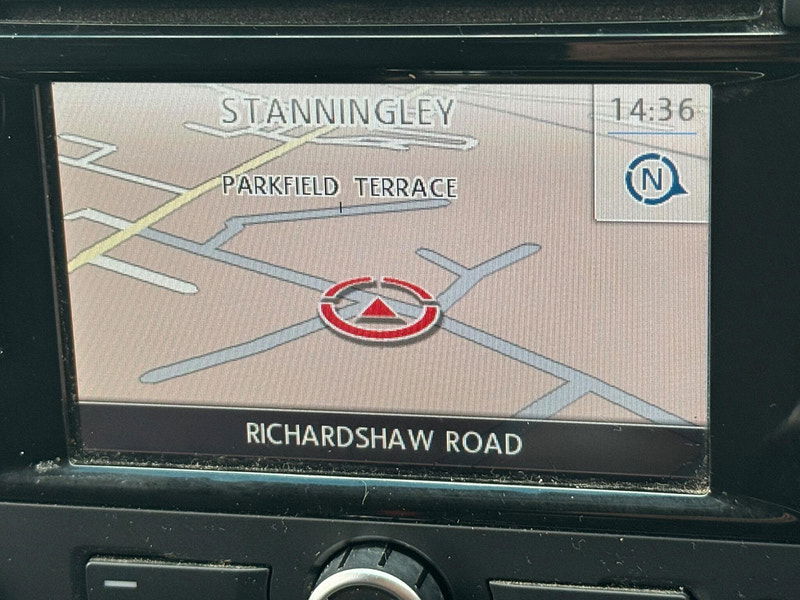 STANNINGLEY
14:36
N
PARKFIELD TERRACE
RICHARDSHAW ROAD